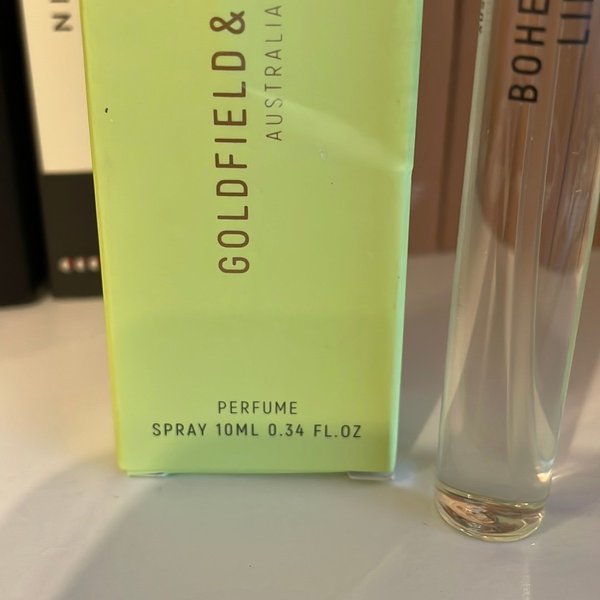 GOLDFIELD &
AUSTRALIA
PERFUME
SPRAY 10ML 0.34 FL.OZ
BOHE
LI
N